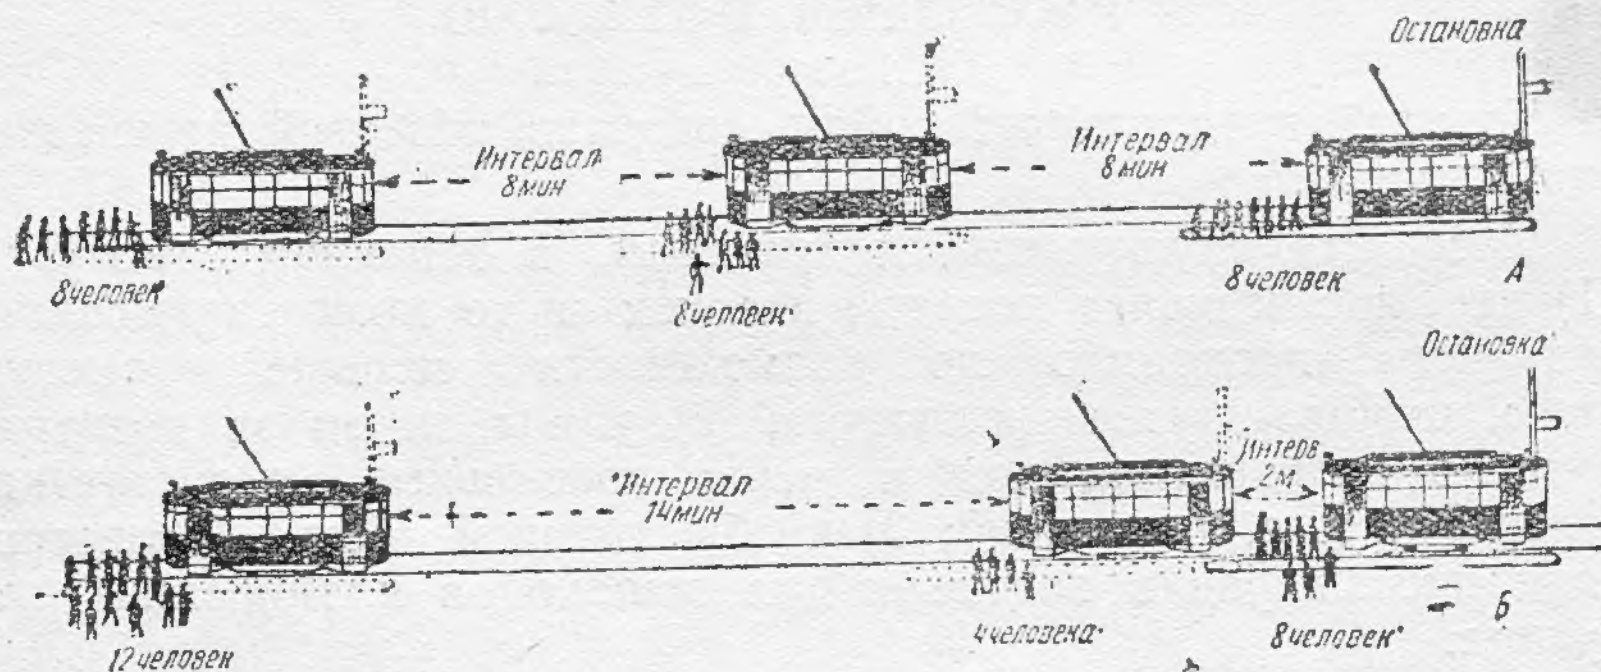 Остановка
Интервал
8 мин
Интервал
8 мин
8 человек
8 человек
8 человек
А
Остановка
Интервал
14 мин
Интерв
2м
12 человек
4 человека
8 человек
Б